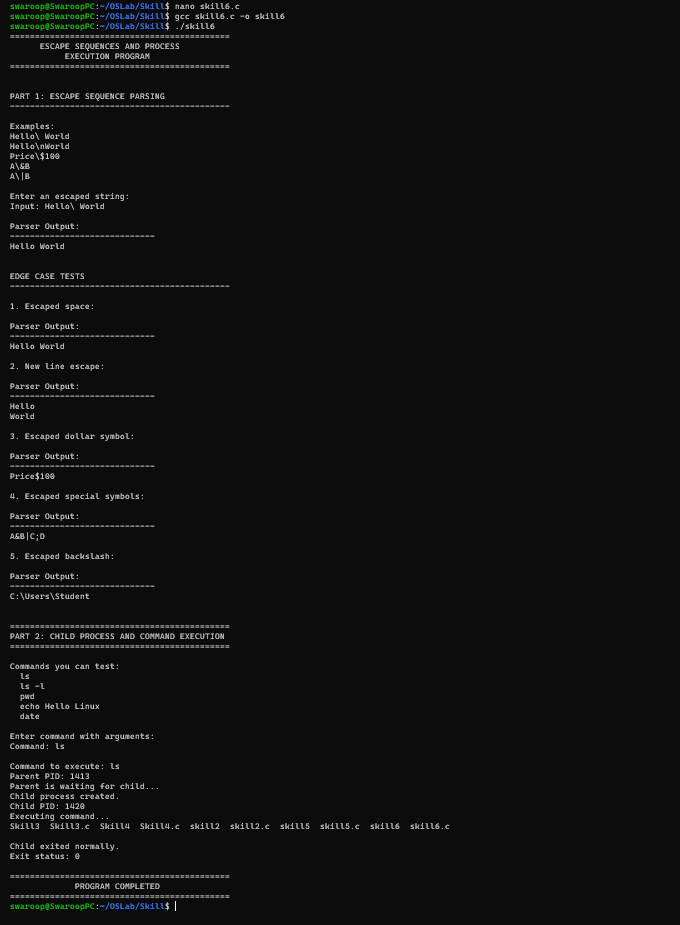 swaroop@SwaroopPC:~/OSLab/Skill$ nano skill6.c
swaroop@SwaroopPC:~/OSLab/Skill$ gcc skill6.c -o skill6
swaroop@SwaroopPC:~/OSLab/Skill$ ./skill6
============================================
      ESCAPE SEQUENCES AND PROCESS
           EXECUTION PROGRAM
============================================
PART 1: ESCAPE SEQUENCE PARSING
--------------------------------------------
Examples:
Hello\ World
Hello\nWorld
Price\$100
A\&B
A\|B
Enter an escaped string:
Input: Hello\ World
Parser Output:
-----------------------------
Hello World
EDGE CASE TESTS
--------------------------------------------
1. Escaped space:
Parser Output:
-----------------------------
Hello World
2. New line escape:
Parser Output:
-----------------------------
Hello
World
3. Escaped dollar symbol:
Parser Output:
-----------------------------
Price$100
4. Escaped special symbols:
Parser Output:
-----------------------------
A&B|C;D
5. Escaped backslash:
Parser Output:
-----------------------------
C:\Users\Student
============================================
PART 2: CHILD PROCESS AND COMMAND EXECUTION
============================================
Commands you can test:
  ls
  ls -l
  pwd
  echo Hello Linux
  date
Enter command with arguments:
Command: ls
Command to execute: ls
Parent PID: 1413
Parent is waiting for child...
Child process created.
Child PID: 1420
Executing command...
Skill3  Skill3.c  Skill4  Skill4.c  skill2  skill2.c  skill5  skill5.c  skill6  skill6.c
Child exited normally.
Exit status: 0
============================================
             PROGRAM COMPLETED
============================================
swaroop@SwaroopPC:~/OSLab/Skill$